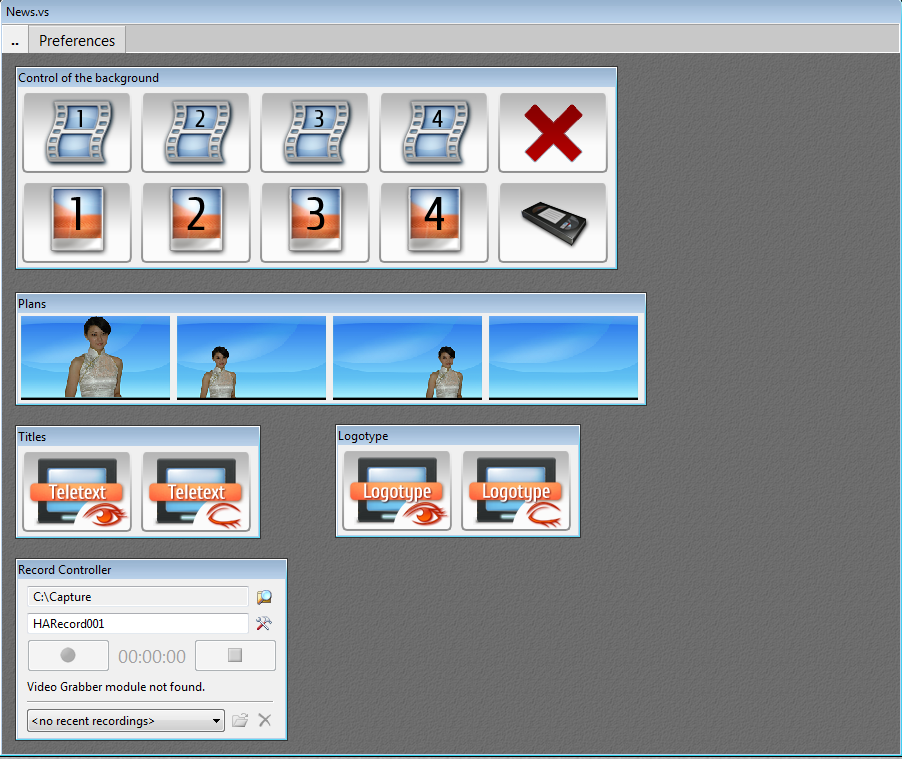 News.vs
.. Preferences
Control of the background
1 2 3 4
1 2 3 4
Plans
Titles
Teletext Teletext
Logotype
Logotype Logotype
Record Controller
C:\Capture
HARecord001
00:00:00
Video Grabber module not found.
<no recent recordings>